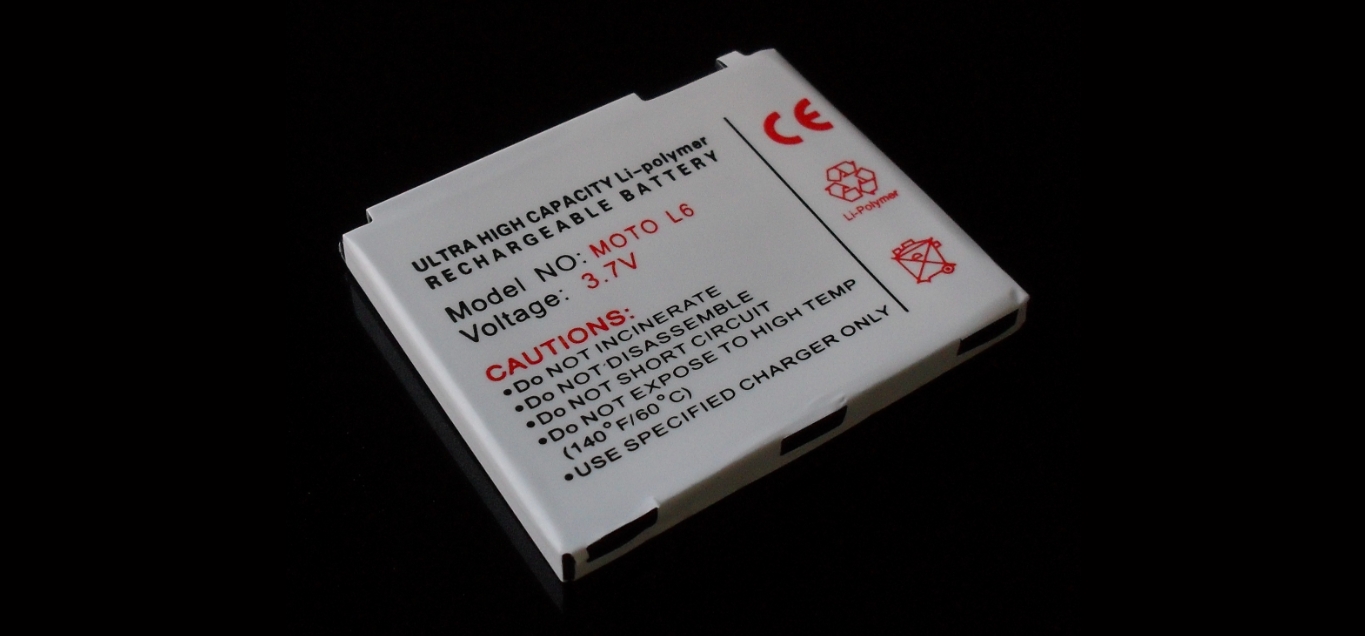 ULTRA HIGH CAPACITY Li-polymer
RECHARGEABLE BATTERY
Model NO: MOTO L6
Voltage: 3.7V
CAUTIONS:
•Do NOT INCINERATE
•Do NOT DISASSEMBLE
•Do NOT SHORT CIRCUIT
•Do NOT EXPOSE TO HIGH TEMP
(140°F/60°C)
•USE SPECIFIED CHARGER ONLY
CE
Li-Polymer